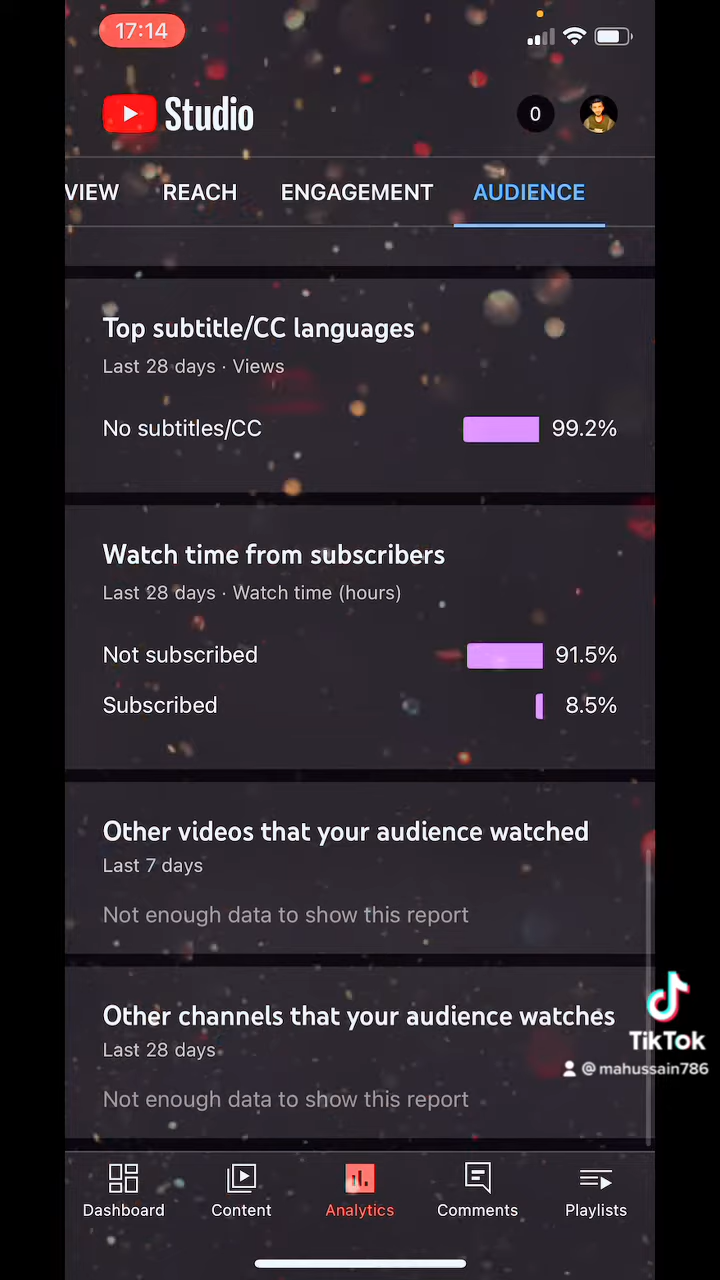 17:14
Studio
0
VIEW REACH ENGAGEMENT AUDIENCE
Top subtitle/CC languages
Last 28 days · Views
No subtitles/CC 99.2%
Watch time from subscribers
Last 28 days · Watch time (hours)
Not subscribed 91.5%
Subscribed 8.5%
Other videos that your audience watched
Last 7 days
Not enough data to show this report
Other channels that your audience watches
Last 28 days
Not enough data to show this report
TikTok
@mahussain786
Dashboard Content Analytics Comments Playlists